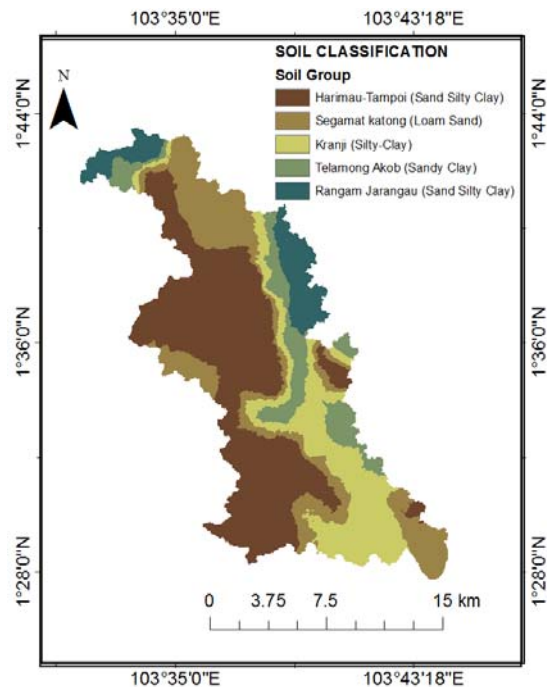 103°35'0"E 103°43'18"E
SOIL CLASSIFICATION
Soil Group
Harimau-Tampoi (Sand Silty Clay)
Segamat katong (Loam Sand)
Kranji (Silty-Clay)
Telamong Akob (Sandy Clay)
Rangam Jarangau (Sand Silty Clay)
N
1°44'0"N 1°44'0"N
1°36'0"N 1°36'0"N
1°28'0"N 1°28'0"N
0 3.75 7.5 15 km
103°35'0"E 103°43'18"E